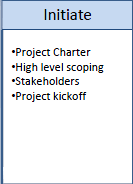 Initiate
•Project Charter
•High level scoping
•Stakeholders
•Project kickoff